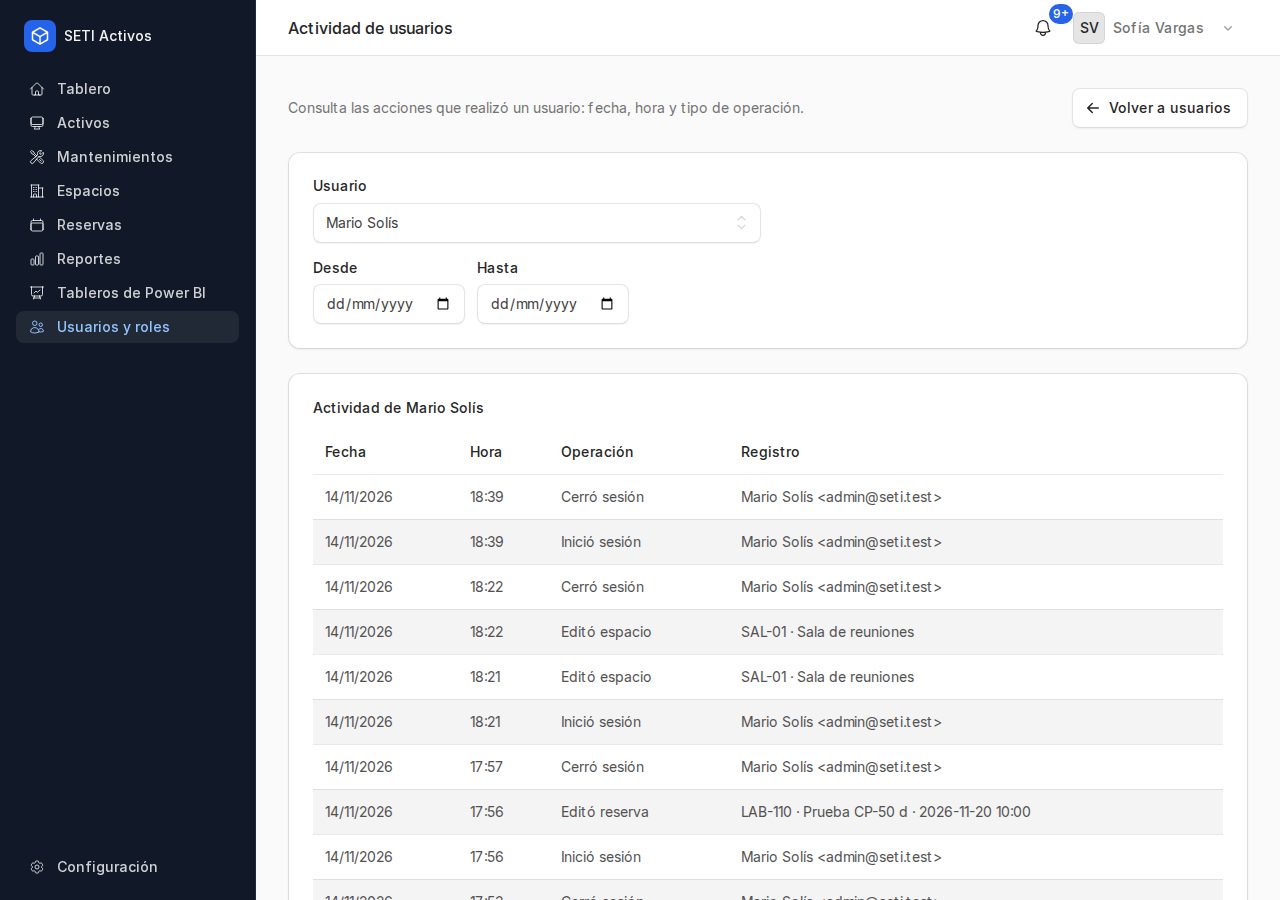 SETI Activos
Tablero
Activos
Mantenimientos
Espacios
Reservas
Reportes
Tableros de Power BI
Usuarios y roles
Configuración
Actividad de usuarios
9+
SV
Sofía Vargas
Consulta las acciones que realizó un usuario: fecha, hora y tipo de operación.
Volver a usuarios
Usuario
Mario Solís
Desde
Hasta
dd/mm/yyyy
dd/mm/yyyy
Actividad de Mario Solís
Fecha Hora Operación Registro
14/11/2026 18:39 Cerró sesión Mario Solís <admin@seti.test>
14/11/2026 18:39 Inició sesión Mario Solís <admin@seti.test>
14/11/2026 18:22 Cerró sesión Mario Solís <admin@seti.test>
14/11/2026 18:22 Editó espacio SAL-01 · Sala de reuniones
14/11/2026 18:21 Editó espacio SAL-01 · Sala de reuniones
14/11/2026 18:21 Inició sesión Mario Solís <admin@seti.test>
14/11/2026 17:57 Cerró sesión Mario Solís <admin@seti.test>
14/11/2026 17:56 Editó reserva LAB-110 · Prueba CP-50 d · 2026-11-20 10:00
14/11/2026 17:56 Inició sesión Mario Solís <admin@seti.test>